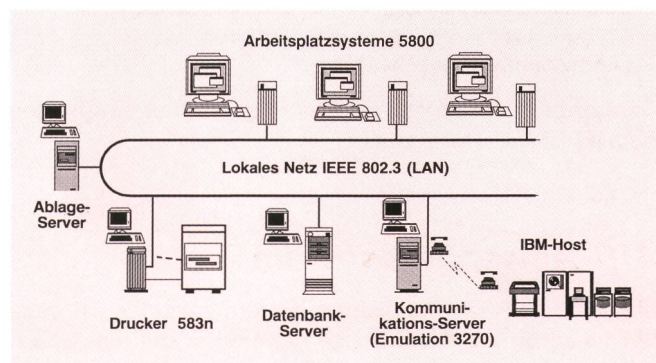 Arbeitsplatzsysteme 5800
Lokales Netz IEEE 802.3 (LAN)
Ablage-
Server
Drucker 583n
Datenbank-
Server
Kommuni-
kations-Server
(Emulation 3270)
IBM-Host